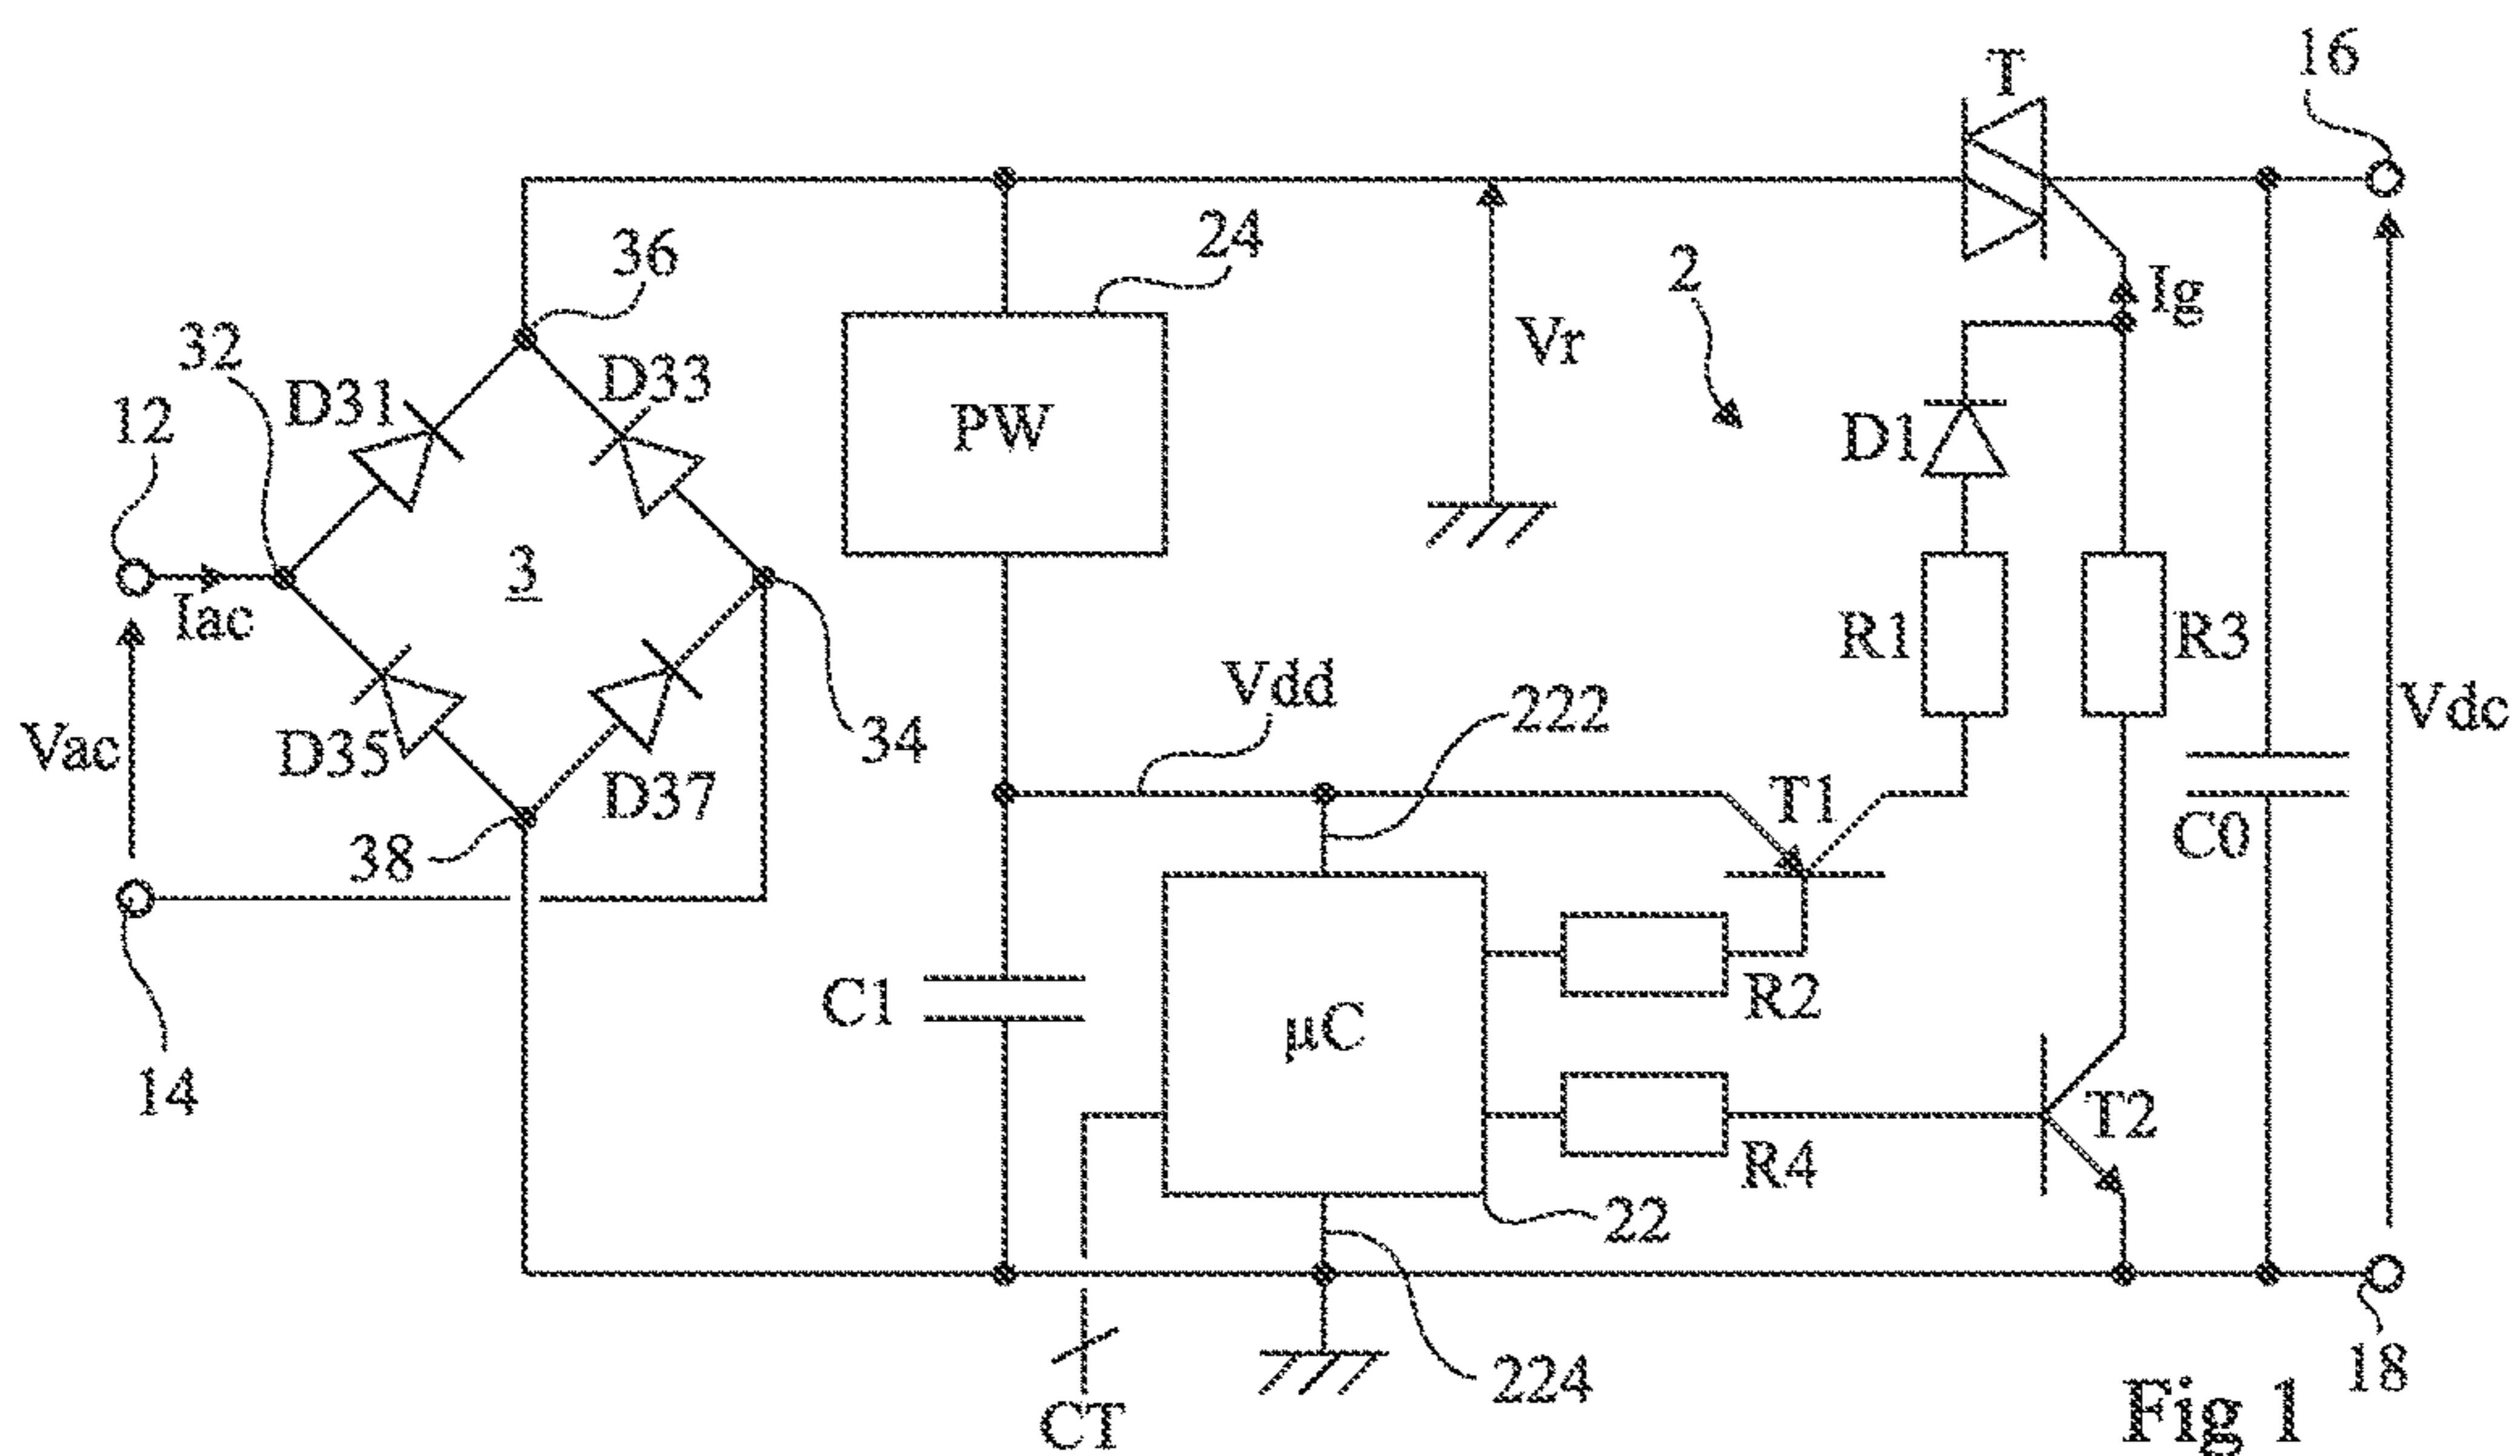 T
16
36
24
2
Ig
32
D31
D33
Vr
12
PW
D1
3
Iac
R1
R3
Vdd
222
Vac
D35
34
Vdc
D37
T1
38
C0
C1
µC
R2
14
T2
R4
22
224
18
CT
Fig 1